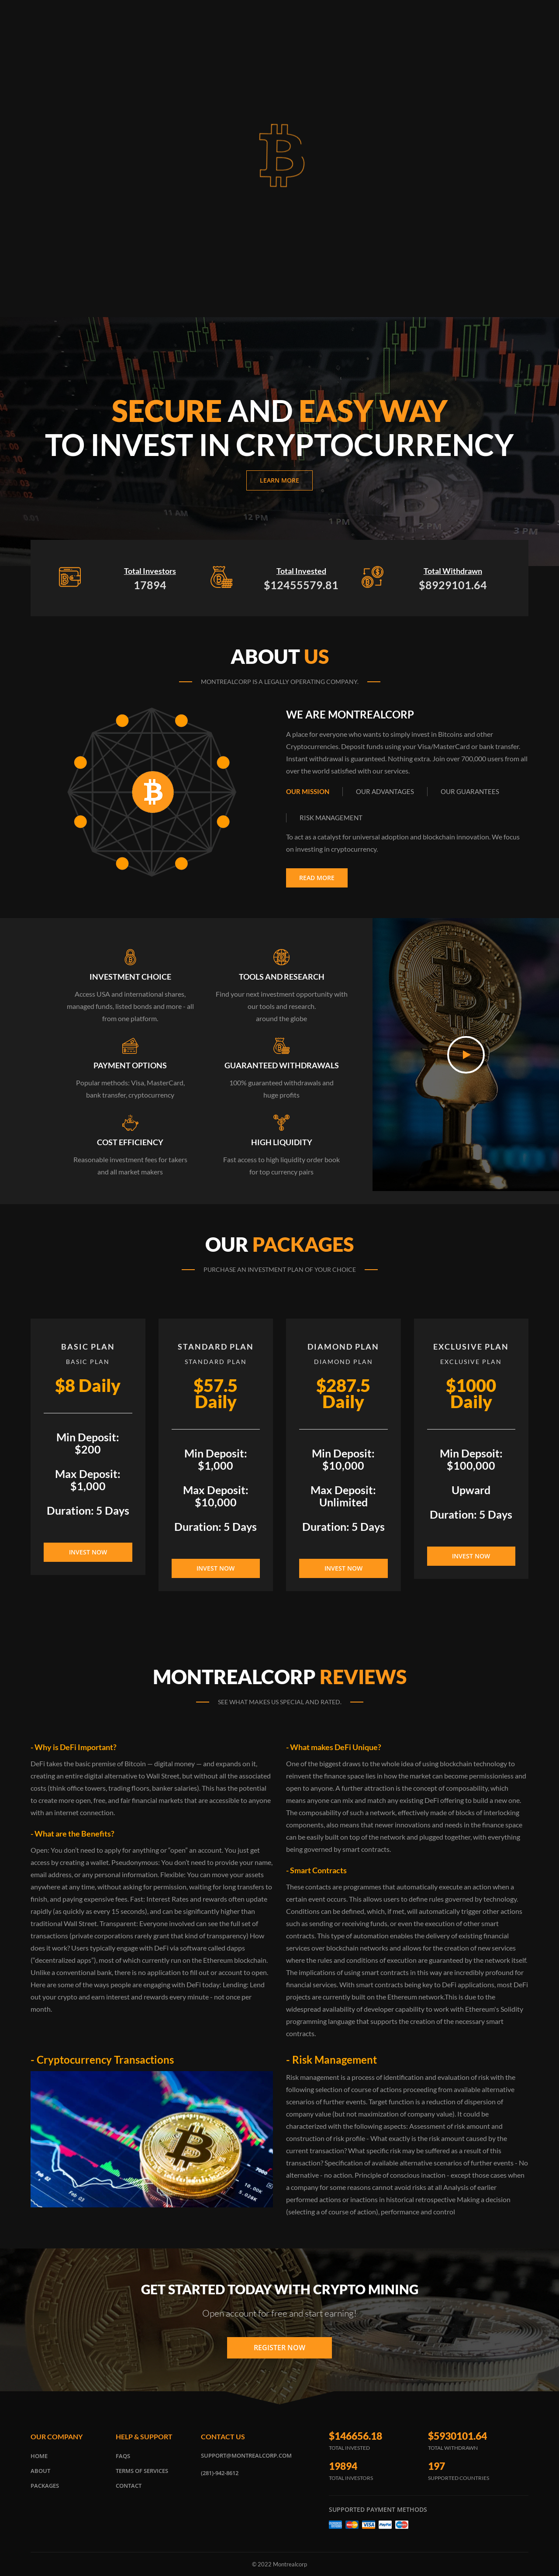 SECURE AND EASY WAY
TO INVEST IN CRYPTOCURRENCY
LEARN MORE
11 AM
12 PM
1 PM
2 PM
3 PM
Total Investors
17894
Total Invested
$12455579.81
Total Withdrawn
$8929101.64
ABOUT US
MONTREALCORP IS A LEGALLY OPERATING COMPANY.
WE ARE MONTREALCORP
A place for everyone who wants to simply invest in Bitcoins and other
Cryptocurrencies. Deposit funds using your Visa/MasterCard or bank transfer.
Instant withdrawal is guaranteed. Nothing extra. Join over 700,000 users from all
over the world satisfied with our services.
OUR MISSION
OUR ADVANTAGES
OUR GUARANTEES
RISK MANAGEMENT
To act as a catalyst for universal adoption and blockchain innovation. We focus
on investing in cryptocurrency.
READ MORE
INVESTMENT CHOICE
Access USA and international shares,
managed funds, listed bonds and more - all
from one platform.
TOOLS AND RESEARCH
Find your next investment opportunity with
our tools and research.
around the globe
PAYMENT OPTIONS
Popular methods: Visa, MasterCard,
bank transfer, cryptocurrency
GUARANTEED WITHDRAWALS
100% guaranteed withdrawals and
huge profits
COST EFFICIENCY
Reasonable investment fees for takers
and all market makers
HIGH LIQUIDITY
Fast access to high liquidity order book
for top currency pairs
OUR PACKAGES
PURCHASE AN INVESTMENT PLAN OF YOUR CHOICE
BASIC PLAN
BASIC PLAN
$8 Daily
Min Deposit:
$200
Max Deposit:
$1,000
Duration: 5 Days
INVEST NOW
STANDARD PLAN
STANDARD PLAN
$57.5
Daily
Min Deposit:
$1,000
Max Deposit:
$10,000
Duration: 5 Days
INVEST NOW
DIAMOND PLAN
DIAMOND PLAN
$287.5
Daily
Min Deposit:
$10,000
Max Deposit:
Unlimited
Duration: 5 Days
INVEST NOW
EXCLUSIVE PLAN
EXCLUSIVE PLAN
$1000
Daily
Min Depsoit:
$100,000
Upward
Duration: 5 Days
INVEST NOW
MONTREALCORP REVIEWS
SEE WHAT MAKES US SPECIAL AND RATED.
- Why is DeFi Important?
DeFi takes the basic premise of Bitcoin — digital money — and expands on it,
creating an entire digital alternative to Wall Street, but without all the associated
costs (think office towers, trading floors, banker salaries). This has the potential
to create more open, free, and fair financial markets that are accessible to anyone
with an internet connection.
- What are the Benefits?
Open: You don't need to apply for anything or "open" an account. You just get
access by creating a wallet. Pseudonymous: You don't need to provide your name,
email address, or any personal information. Flexible: You can move your assets
anywhere at any time, without asking for permission, waiting for long transfers to
finish, and paying expensive fees. Fast: Interest Rates and rewards often update
rapidly (as quickly as every 15 seconds), and can be significantly higher than
traditional Wall Street. Transparent: Everyone involved can see the full set of
transactions (private corporations rarely grant that kind of transparency) How
does it work? Users typically engage with DeFi via software called dapps
("decentralized apps"), most of which currently run on the Ethereum blockchain.
Unlike a conventional bank, there is no application to fill out or account to open.
Here are some of the ways people are engaging with DeFi today: Lending: Lend
out your crypto and earn interest and rewards every minute - not once per
month.
- What makes DeFi Unique?
One of the biggest draws to the whole idea of using blockchain technology to
reinvent the finance space lies in how the market can become permissionless and
open to anyone. A further attraction is the concept of composability, which
means anyone can mix and match any existing DeFi offering to build a new one.
The composability of such a network, effectively made of blocks of interlocking
components, also means that newer innovations and needs in the finance space
can be easily built on top of the network and plugged together, with everything
being governed by smart contracts.
- Smart Contracts
These contacts are programmes that automatically execute an action when a
certain event occurs. This allows users to define rules governed by technology.
Conditions can be defined, which, if met, will automatically trigger other actions
such as sending or receiving funds, or even the execution of other smart
contracts. This type of automation enables the delivery of existing financial
services over blockchain networks and allows for the creation of new services
where the rules and conditions of execution are guaranteed by the network itself.
The implications of using smart contracts in this way are incredibly profound for
financial services. With smart contracts being key to DeFi applications, most DeFi
projects are currently built on the Ethereum network.This is due to the
widespread availability of developer capability to work with Ethereum's Solidity
programming language that supports the creation of the necessary smart
contracts.
- Cryptocurrency Transactions
- Risk Management
Risk management is a process of identification and evaluation of risk with the
following selection of course of actions proceeding from available alternative
scenarios of further events. Target function is a reduction of dispersion of
company value (but not maximization of company value). It could be
characterized with the following aspects: Assessment of risk amount and
construction of risk profile - What exactly is the risk amount caused by the
current transaction? What specific risk may be suffered as a result of this
transaction? Specification of available alternative scenarios of further events - No
alternative - no action. Principle of conscious inaction - except those cases when
a company for some reasons cannot avoid risks at all Analysis of earlier
performed actions or inactions in historical retrospective Making a decision
(selecting a of course of action), performance and control
GET STARTED TODAY WITH CRYPTO MINING
Open account for free and start earning!
REGISTER NOW
OUR COMPANY
HOME
ABOUT
PACKAGES
HELP & SUPPORT
FAQS
TERMS OF SERVICES
CONTACT
CONTACT US
SUPPORT@MONTREALCORP.COM
(281)-942-8612
$146656.18
TOTAL INVESTED
$5930101.64
TOTAL WITHDRAWN
19894
TOTAL INVESTORS
197
SUPPORTED COUNTRIES
SUPPORTED PAYMENT METHODS
VISA
PayPal
© 2022 Montrealcorp